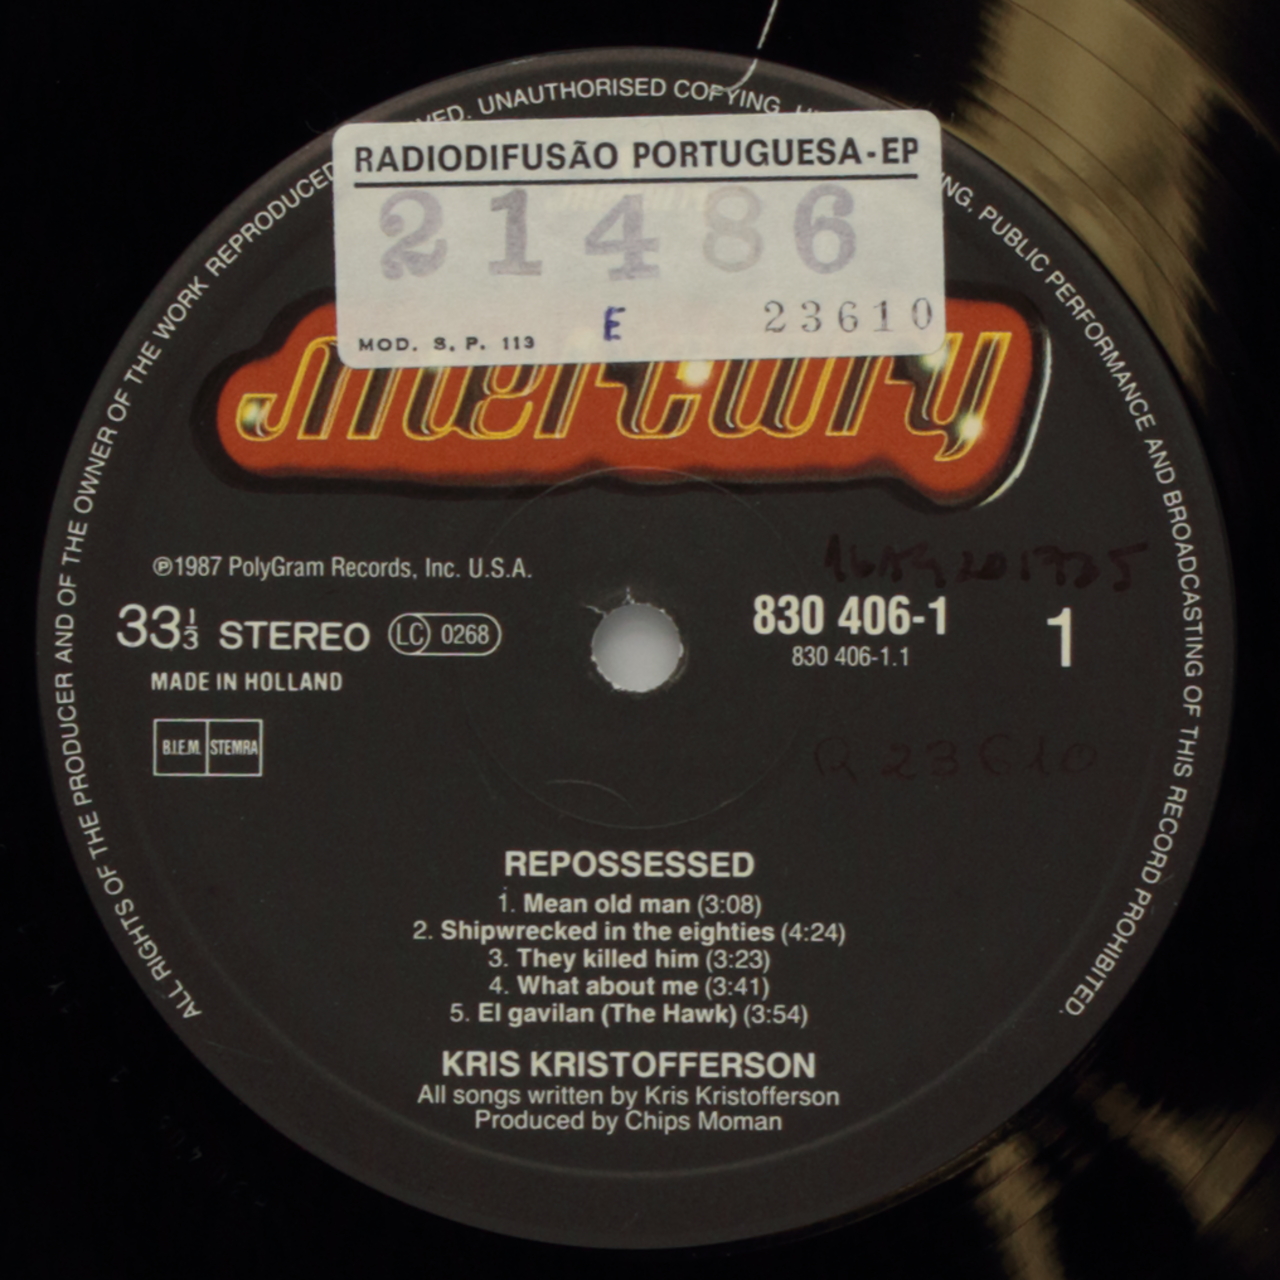 ALL RIGHTS OF THE PRODUCER AND OF THE OWNER OF THE WORK REPRODUCED VED. UNAUTHORISED COPYING, NG, PUBLIC PERFORMANCE AND BROADCASTING OF THIS RECORD PROHIBITED.
RADIODIFUSÃO PORTUGUESA-EP
21486
E 23610
MOD. S. P. 113
mercury
℗1987 PolyGram Records, Inc. U.S.A.
33⅓ STEREO LC 0268
MADE IN HOLLAND
B.I.E.M. STEMRA
830 406-1
830 406-1.1
1
R 23610
REPOSSESSED
1. Mean old man (3:08)
2. Shipwrecked in the eighties (4:24)
3. They killed him (3:23)
4. What about me (3:41)
5. El gavilan (The Hawk) (3:54)
KRIS KRISTOFFERSON
All songs written by Kris Kristofferson
Produced by Chips Moman